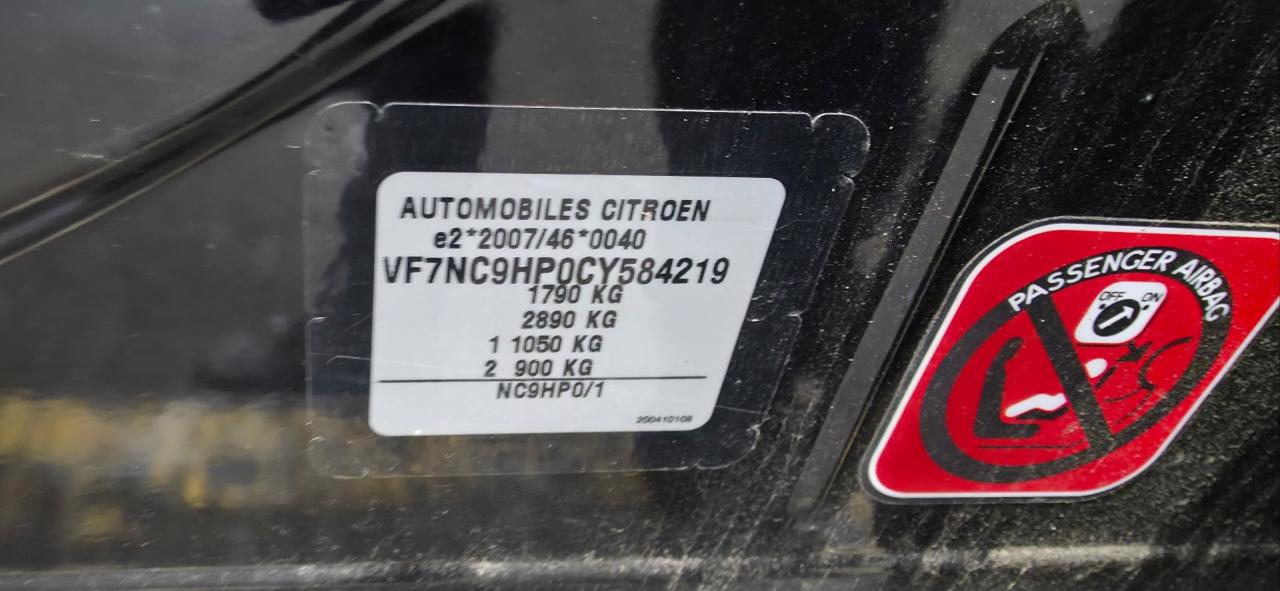 AUTOMOBILES CITROEN
e2*2007/46*0040
VF7NC9HP0CY584219
1790 KG
2890 KG
1 1050 KG
2 900 KG
NC9HP0/1
200410108
PASSENGER AIRBAG
OFF ON